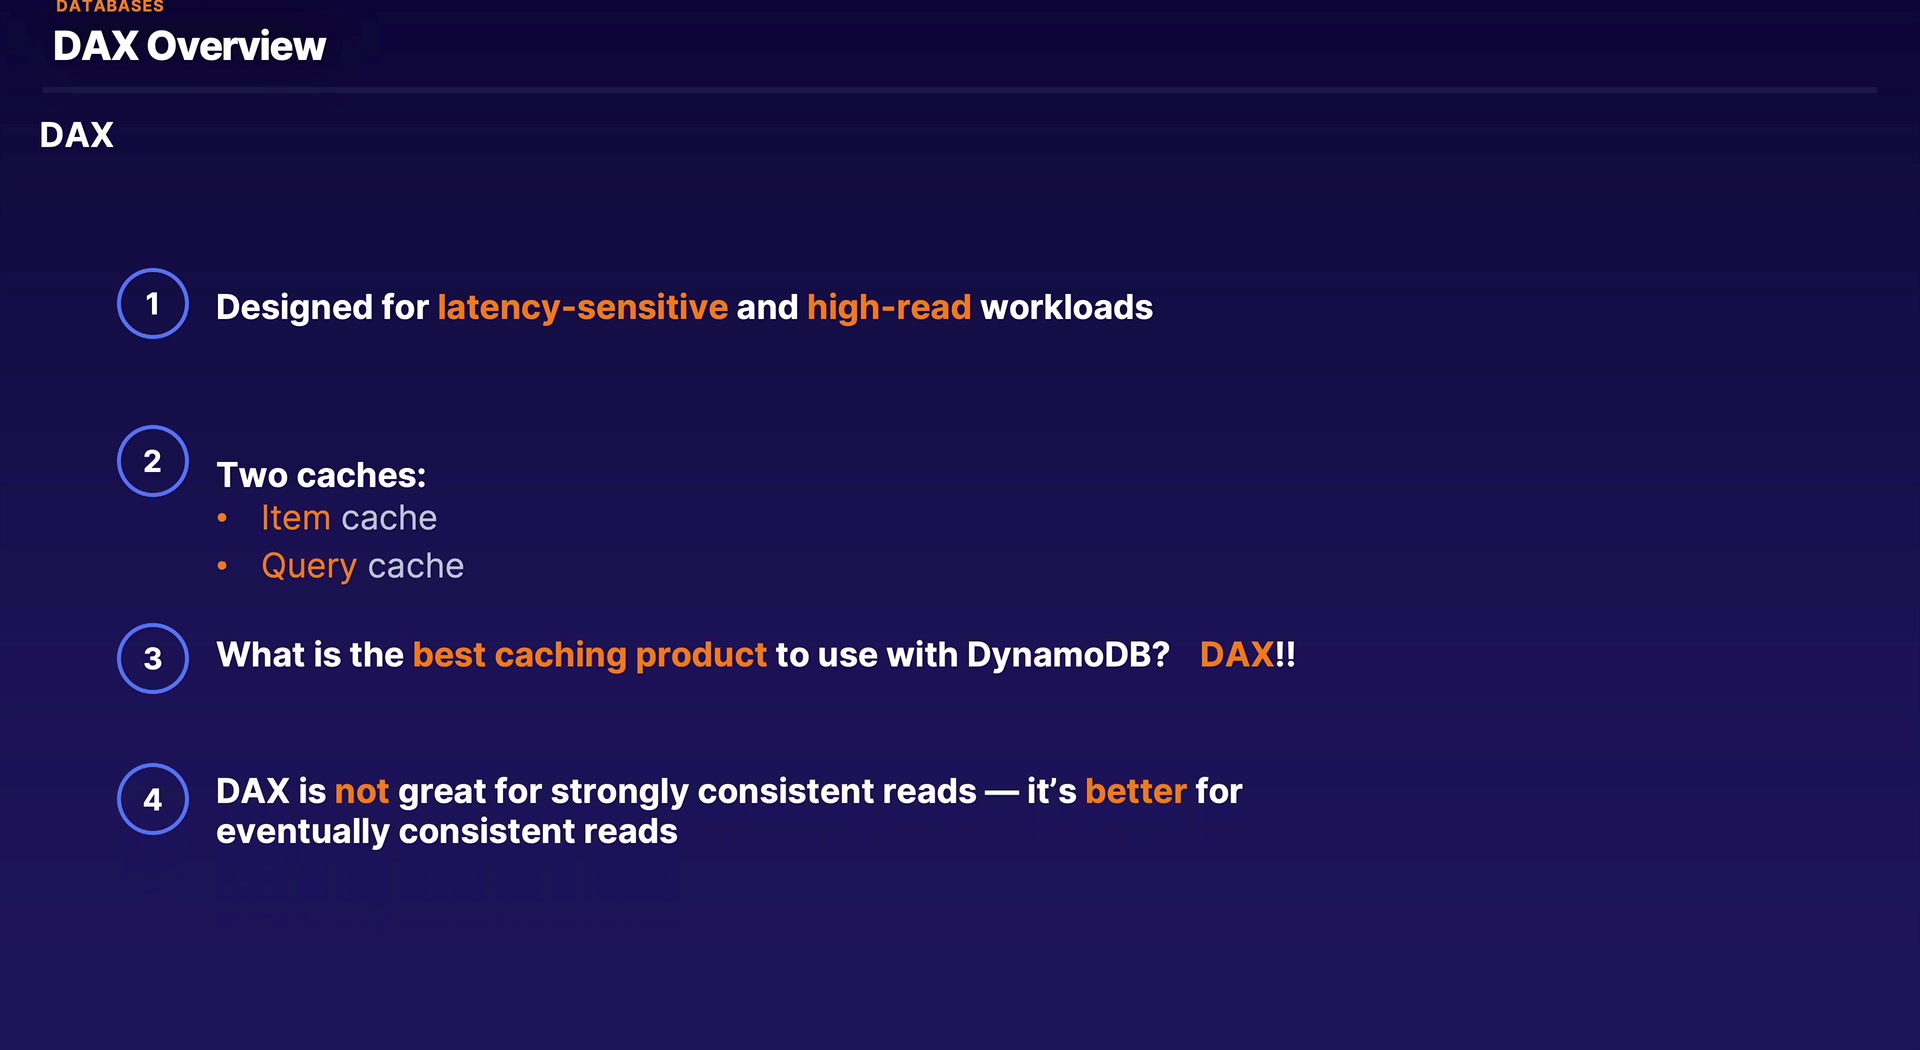 DATABASES
DAX Overview
DAX
1
Designed for latency-sensitive and high-read workloads
2
Two caches:
• Item cache
• Query cache
3
What is the best caching product to use with DynamoDB? DAX!!
4
DAX is not great for strongly consistent reads — it’s better for
eventually consistent reads